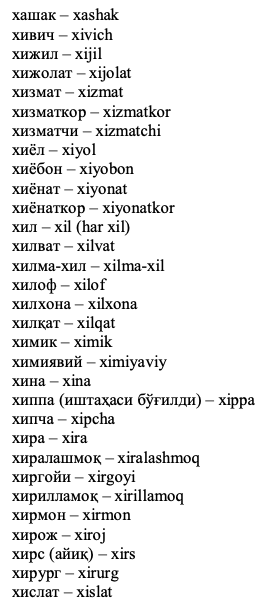 хашак – xashak
хивич – xivich
хижил – xijil
хижолат – xijolat
хизмат – xizmat
хизматкор – xizmatkor
хизматчи – xizmatchi
хиёл – xiyol
хиёбон – xiyobon
хиёнат – xiyonat
хиёнаткор – xiyonatkor
хил – xil (har xil)
хилват – xilvat
хилма-хил – xilma-xil
хилоф – xilof
хилхона – xilxona
хилқат – xilqat
химик – ximik
химиявий – ximiyaviy
хина – xina
хиппа (иштаҳаси бўғилди) – xippa
хипча – xipcha
хира – xira
хиралашмоқ – xiralashmoq
хиргойи – xirgoyi
хирилламоқ – xirillamoq
хирмон – xirmon
хирож – xiroj
хирс (айиқ) – xirs
хирург – xirurg
хислат – xislat